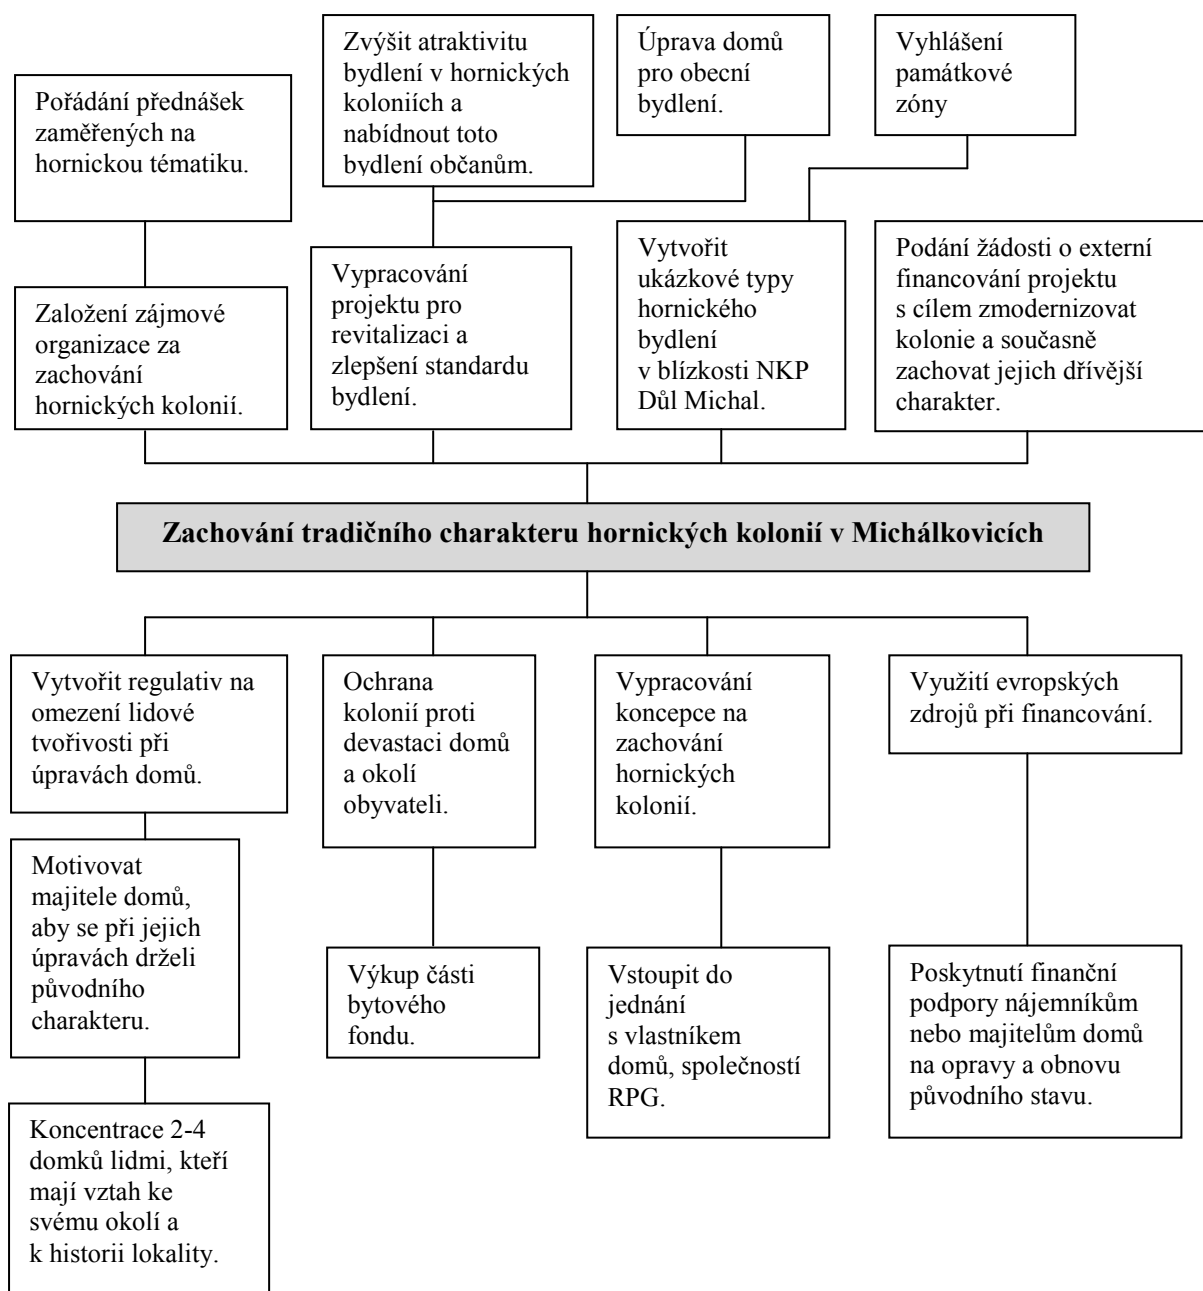 Pořádání přednášek
zaměřených na
hornickou tématiku.
Zvýšit atraktivitu
bydlení v hornických
koloniích a
nabídnout toto
bydlení občanům.
Úprava domů
pro obecní
bydlení.
Vyhlášení
památkové
zóny
Založení zájmové
organizace za
zachování
hornických kolonií.
Vypracování
projektu pro
revitalizaci a
zlepšení standardu
bydlení.
Vytvořit
ukázkové typy
hornického
bydlení
v blízkosti NKP
Důl Michal.
Podání žádosti o externí
financování projektu
s cílem zmodernizovat
kolonie a současně
zachovat jejich dřívější
charakter.
Zachování tradičního charakteru hornických kolonií v Michálkovicích
Vytvořit regulativ na
omezení lidové
tvořivosti při
úpravách domů.
Ochrana
kolonií proti
devastaci domů
a okolí
obyvateli.
Vypracování
koncepce na
zachování
hornických
kolonií.
Využití evropských
zdrojů při financování.
Motivovat
majitele domů,
aby se při jejich
úpravách drželi
původního
charakteru.
Výkup části
bytového
fondu.
Vstoupit do
jednání
s vlastníkem
domů, společností
RPG.
Poskytnutí finanční
podpory nájemníkům
nebo majitelům domů
na opravy a obnovu
původního stavu.
Koncentrace 2-4
domků lidmi, kteří
mají vztah ke
svému okolí a
k historii lokality.